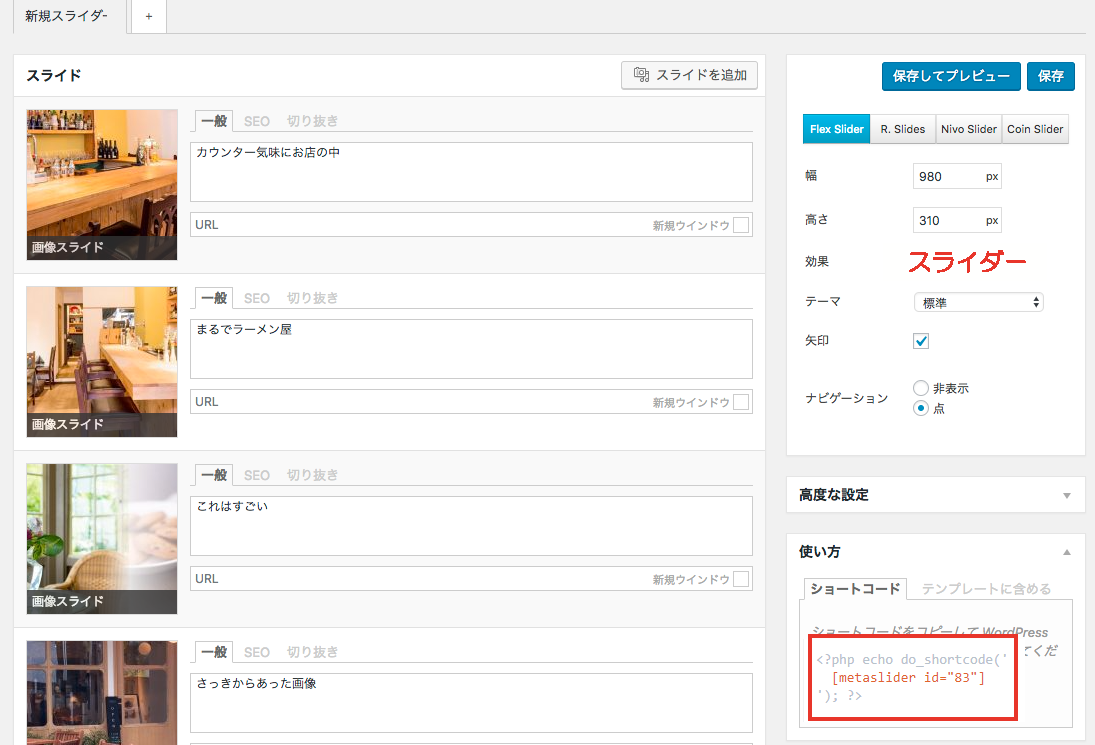 新規スライダー
+
スライド
スライドを追加
一般 SEO 切り抜き
カウンター気味にお店の中
URL 新規ウインドウ
画像スライド
一般 SEO 切り抜き
まるでラーメン屋
URL 新規ウインドウ
画像スライド
一般 SEO 切り抜き
これはすごい
URL 新規ウインドウ
画像スライド
一般 SEO 切り抜き
さっきからあった画像
保存してプレビュー 保存
Flex Slider R. Slides Nivo Slider Coin Slider
幅 980 px
高さ 310 px
効果 スライダー
テーマ 標準
矢印
ナビゲーション
非表示
点
高度な設定
使い方
ショートコード テンプレートに含める
ショートコードをコピーして WordPress
てくだ
<?php echo do_shortcode('
[metaslider id="83"]
'); ?>